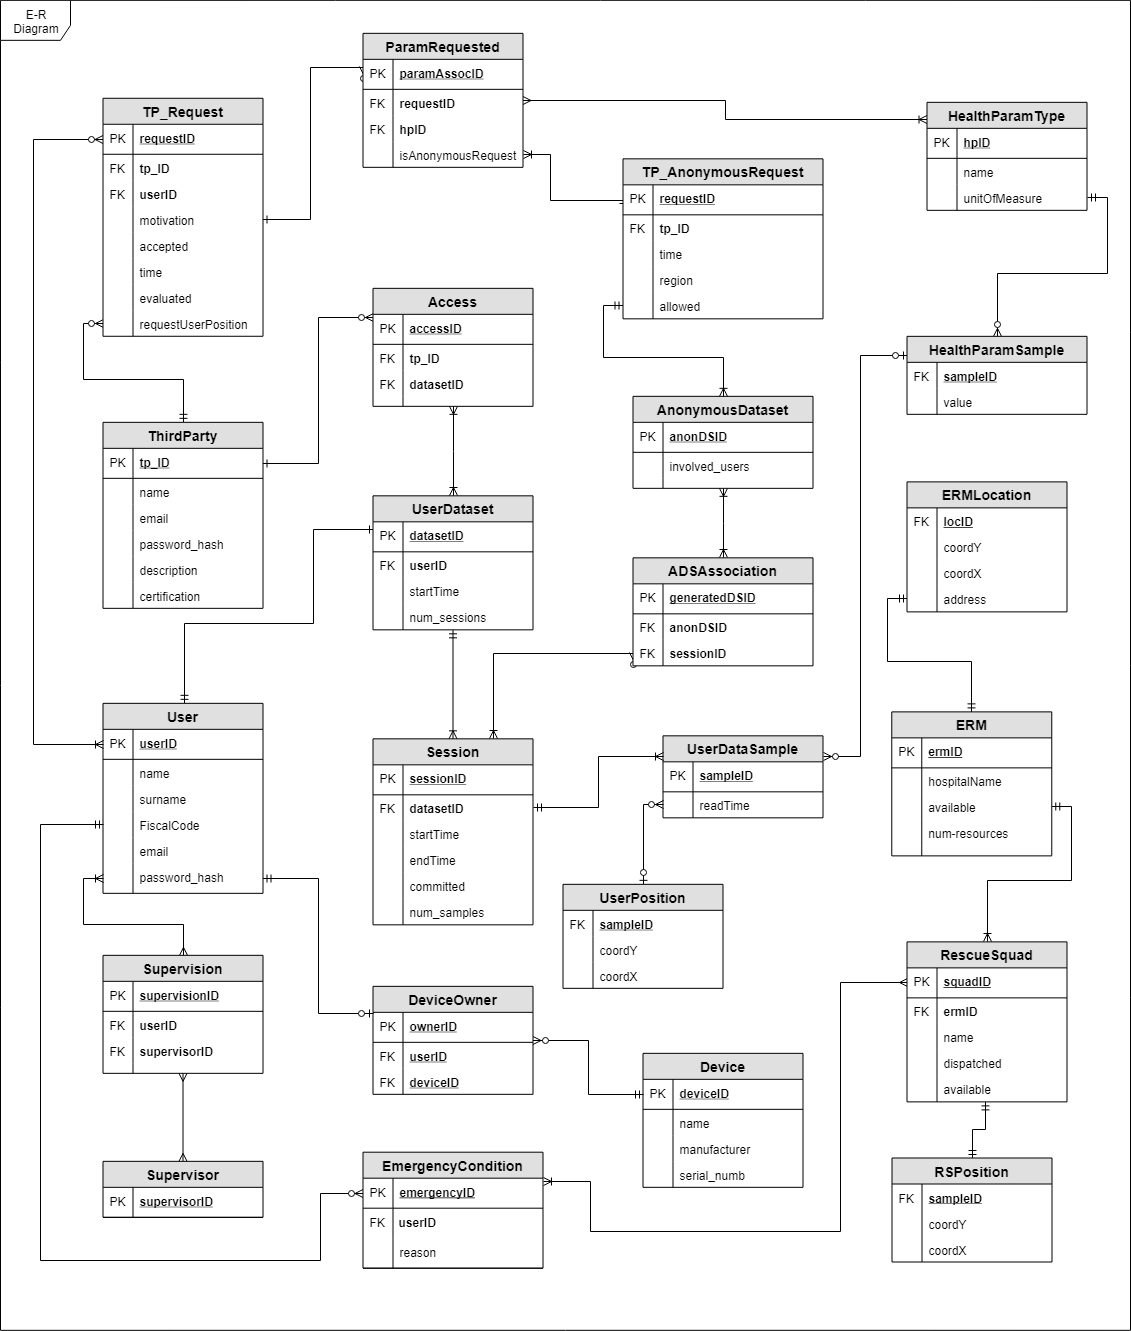 E-R
Diagram
ParamRequested
PK paramAssocID
FK requestID
FK hpID
isAnonymousRequest
TP_Request
PK requestID
FK tp_ID
FK userID
motivation
accepted
time
evaluated
requestUserPosition
HealthParamType
PK hpID
name
unitOfMeasure
TP_AnonymousRequest
PK requestID
FK tp_ID
time
region
allowed
Access
PK accessID
FK tp_ID
FK datasetID
HealthParamSample
FK sampleID
value
AnonymousDataset
PK anonDSID
involved_users
ThirdParty
PK tp_ID
name
email
password_hash
description
certification
ERMLocation
FK locID
coordY
coordX
address
UserDataset
PK datasetID
FK userID
startTime
num_sessions
ADSAssociation
PK generatedDSID
FK anonDSID
FK sessionID
User
PK userID
name
surname
FiscalCode
email
password_hash
ERM
PK ermID
hospitalName
available
num-resources
Session
PK sessionID
FK datasetID
startTime
endTime
committed
num_samples
UserDataSample
PK sampleID
readTime
UserPosition
FK sampleID
coordY
coordX
Supervision
PK supervisionID
FK userID
FK supervisorID
RescueSquad
PK squadID
FK ermID
name
dispatched
available
DeviceOwner
PK ownerID
FK userID
FK deviceID
Device
PK deviceID
name
manufacturer
serial_numb
Supervisor
PK supervisorID
EmergencyCondition
PK emergencyID
FK userID
reason
RSPosition
FK sampleID
coordY
coordX